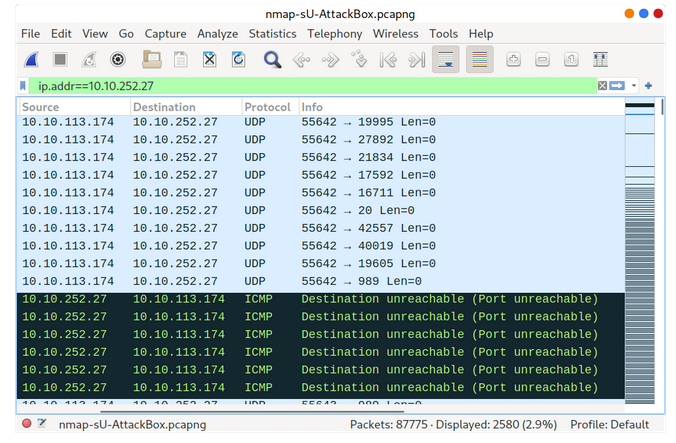 nmap-sU-AttackBox.pcapng
File Edit View Go Capture Analyze Statistics Telephony Wireless Tools Help
ip.addr==10.10.252.27
Source Destination Protocol Info
10.10.113.174 10.10.252.27 UDP 55642 → 19995 Len=0
10.10.113.174 10.10.252.27 UDP 55642 → 27892 Len=0
10.10.113.174 10.10.252.27 UDP 55642 → 21834 Len=0
10.10.113.174 10.10.252.27 UDP 55642 → 17592 Len=0
10.10.113.174 10.10.252.27 UDP 55642 → 16711 Len=0
10.10.113.174 10.10.252.27 UDP 55642 → 20 Len=0
10.10.113.174 10.10.252.27 UDP 55642 → 42557 Len=0
10.10.113.174 10.10.252.27 UDP 55642 → 40019 Len=0
10.10.113.174 10.10.252.27 UDP 55642 → 19605 Len=0
10.10.113.174 10.10.252.27 UDP 55642 → 989 Len=0
10.10.252.27 10.10.113.174 ICMP Destination unreachable (Port unreachable)
10.10.252.27 10.10.113.174 ICMP Destination unreachable (Port unreachable)
10.10.252.27 10.10.113.174 ICMP Destination unreachable (Port unreachable)
10.10.252.27 10.10.113.174 ICMP Destination unreachable (Port unreachable)
10.10.252.27 10.10.113.174 ICMP Destination unreachable (Port unreachable)
10.10.252.27 10.10.113.174 ICMP Destination unreachable (Port unreachable)
nmap-sU-AttackBox.pcapng Packets: 87775 · Displayed: 2580 (2.9%) Profile: Default